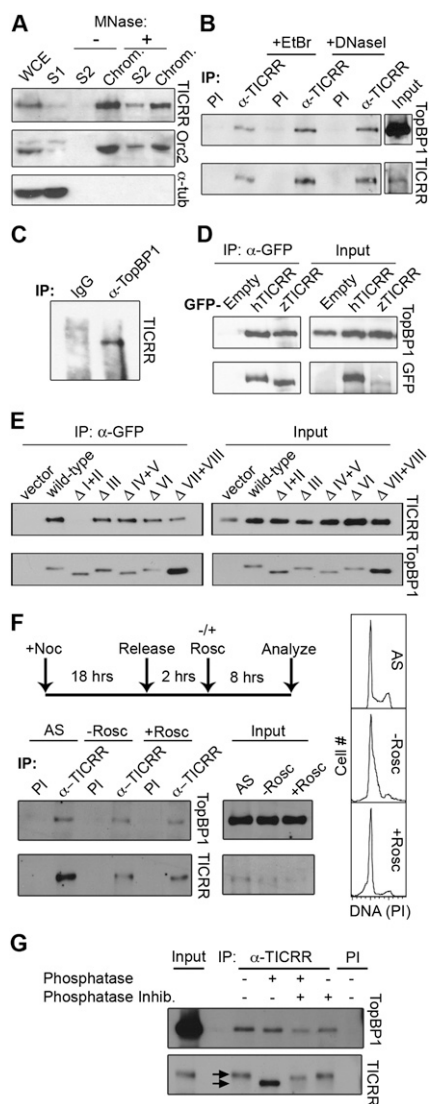 A
MNase:
- +
WCE S1 S2 Chrom. S2 Chrom.
TICRR
Orc2
α-tub
B
+EtBr +DNaseI
IP: PI α-TICRR PI α-TICRR PI α-TICRR Input
TopBP1
TICRR
C
IP: IgG α-TopBP1
TICRR
D
IP: α-GFP Input
GFP- Empty hTICRR zTICRR Empty hTICRR zTICRR
TopBP1
GFP
E
IP: α-GFP Input
vector wild-type Δ I+II Δ III Δ IV+V Δ VI Δ VII+VIII vector wild-type Δ I+II Δ III Δ IV+V Δ VI Δ VII+VIII
TICRR
TopBP1
F
-/+
+Noc Release Rosc Analyze
18 hrs 2 hrs 8 hrs
AS -Rosc +Rosc Input
IP: PI α-TICRR PI α-TICRR PI α-TICRR AS -Rosc +Rosc
TopBP1
TICRR
AS
-Rosc
+Rosc
Cell #
DNA (PI)
G
Input IP: α-TICRR PI
Phosphatase - + + - -
Phosphatase Inhib. - - + + -
TopBP1
TICRR